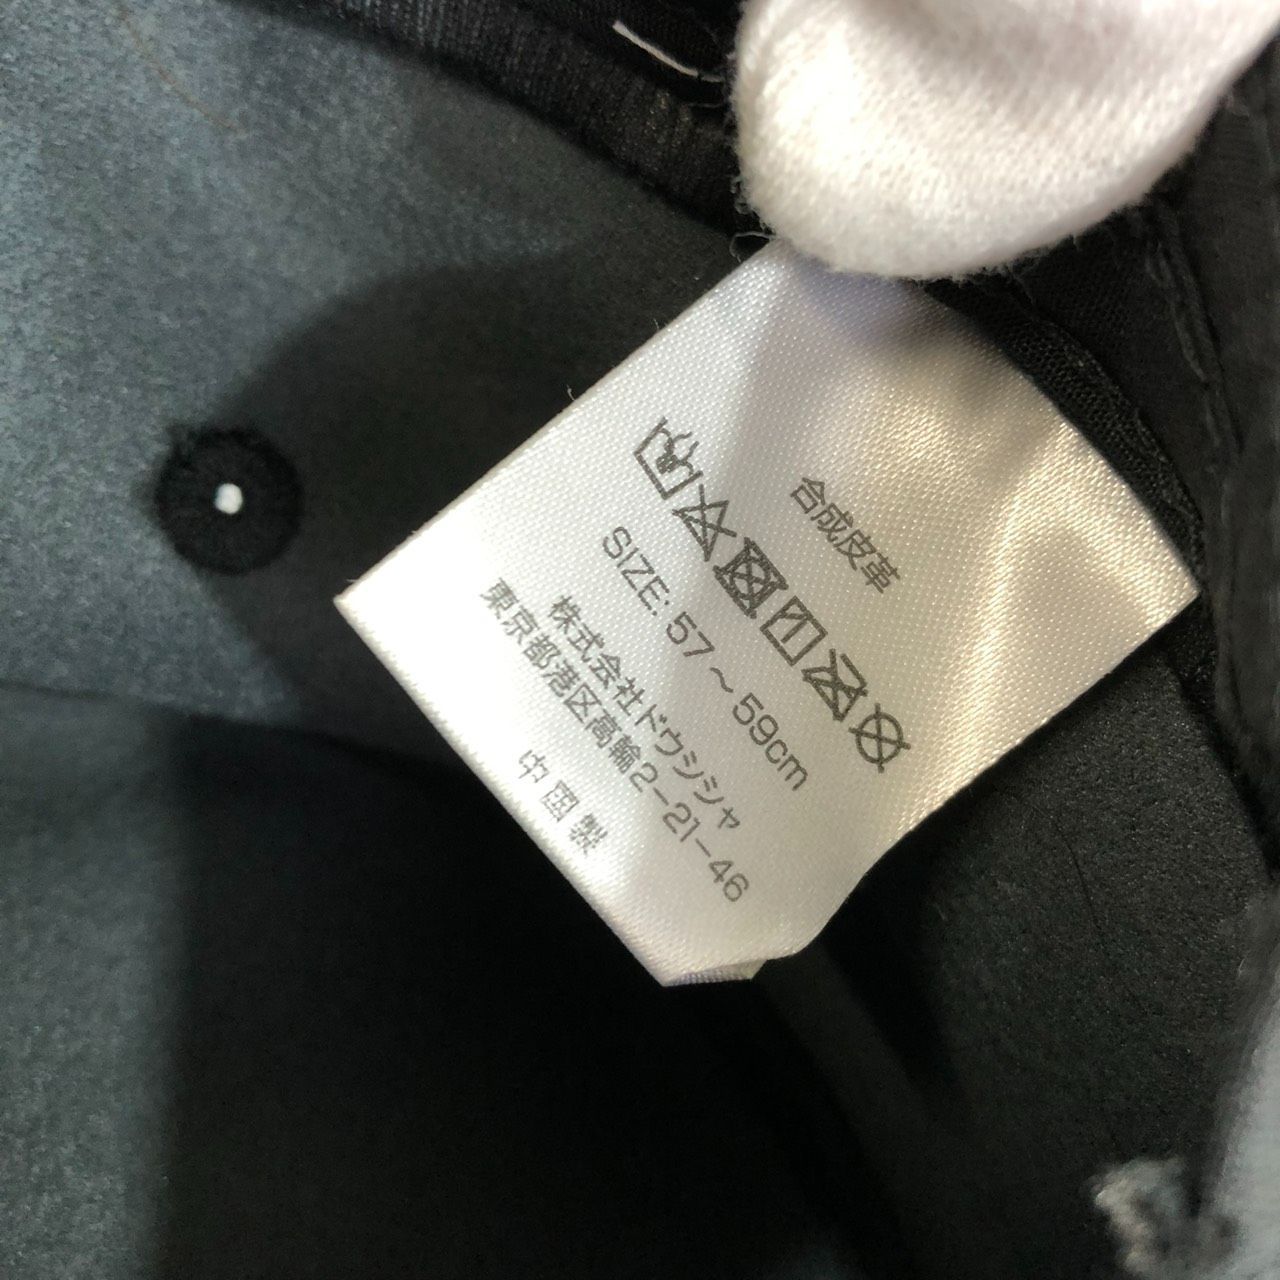 合成皮革
SIZE: 57～59cm
株式会社ドウシシャ
東京都港区高輪2-21-46
中国製